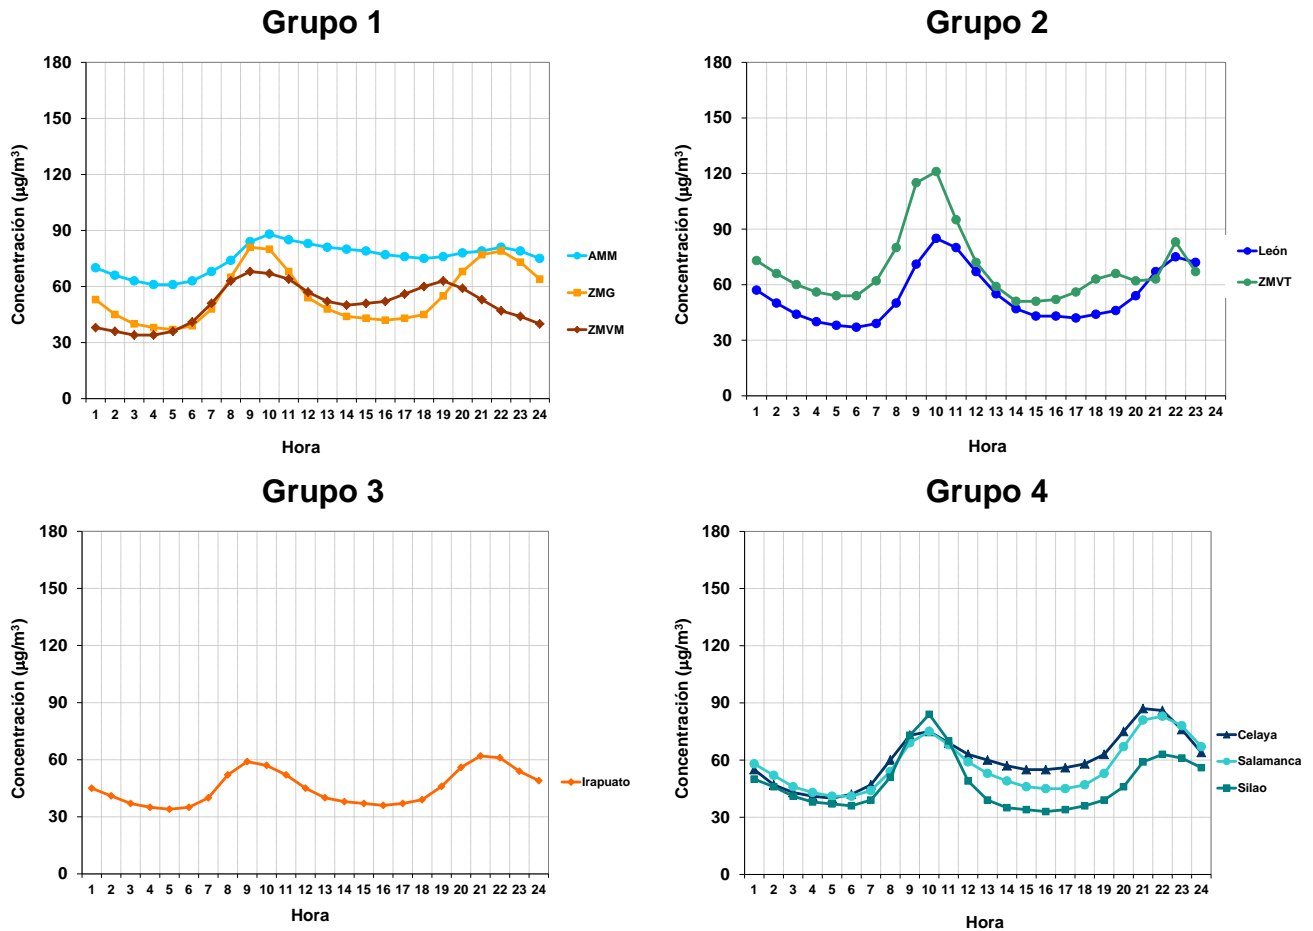 Grupo 1
Concentración (µg/m³)
180
150
120
90
60
30
0
1 2 3 4 5 6 7 8 9 10 11 12 13 14 15 16 17 18 19 20 21 22 23 24
Hora
AMM
ZMG
ZMVM
Grupo 2
Concentración (µg/m³)
180
150
120
90
60
30
0
1 2 3 4 5 6 7 8 9 10 11 12 13 14 15 16 17 18 19 20 21 22 23 24
Hora
León
ZMVT
Grupo 3
Concentración (µg/m³)
180
150
120
90
60
30
0
1 2 3 4 5 6 7 8 9 10 11 12 13 14 15 16 17 18 19 20 21 22 23 24
Hora
Irapuato
Grupo 4
Concentración (µg/m³)
180
150
120
90
60
30
0
1 2 3 4 5 6 7 8 9 10 11 12 13 14 15 16 17 18 19 20 21 22 23 24
Hora
Celaya
Salamanca
Silao